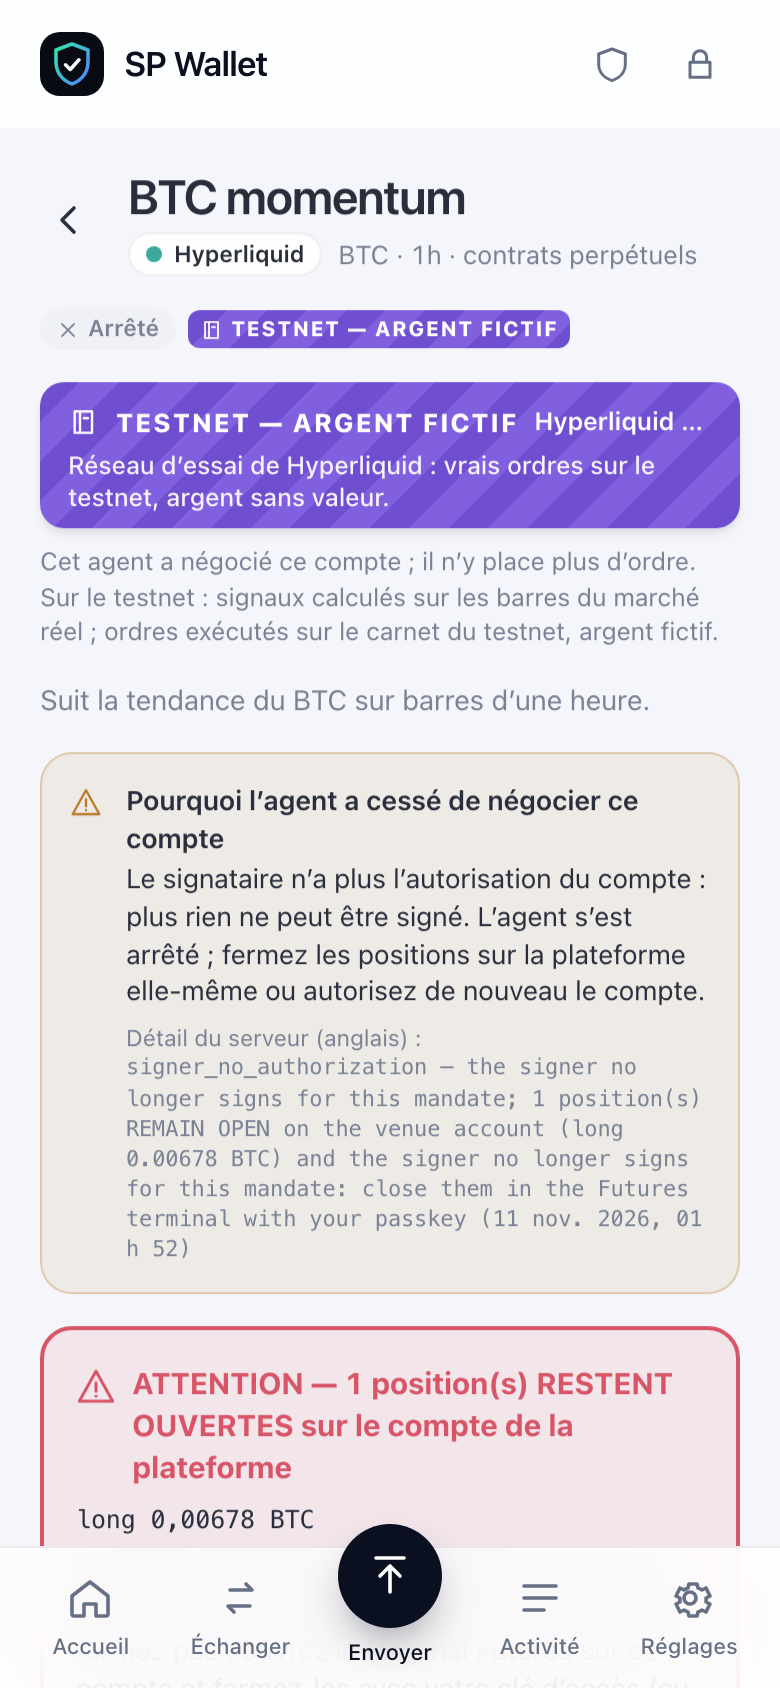 SP Wallet
BTC momentum
Hyperliquid BTC · 1h · contrats perpétuels
Arrêté TESTNET — ARGENT FICTIF
TESTNET — ARGENT FICTIF Hyperliquid ...
Réseau d’essai de Hyperliquid : vrais ordres sur le
testnet, argent sans valeur.
Cet agent a négocié ce compte ; il n’y place plus d’ordre.
Sur le testnet : signaux calculés sur les barres du marché
réel ; ordres exécutés sur le carnet du testnet, argent fictif.
Suit la tendance du BTC sur barres d’une heure.
Pourquoi l’agent a cessé de négocier ce
compte
Le signataire n’a plus l’autorisation du compte :
plus rien ne peut être signé. L’agent s’est
arrêté ; fermez les positions sur la plateforme
elle-même ou autorisez de nouveau le compte.
Détail du serveur (anglais) :
signer_no_authorization — the signer no
longer signs for this mandate; 1 position(s)
REMAIN OPEN on the venue account (long
0.00678 BTC) and the signer no longer signs
for this mandate: close them in the Futures
terminal with your passkey (11 nov. 2026, 01
h 52)
ATTENTION — 1 position(s) RESTENT
OUVERTES sur le compte de la
plateforme
long 0,00678 BTC
Accueil Échanger Envoyer Activité Réglages